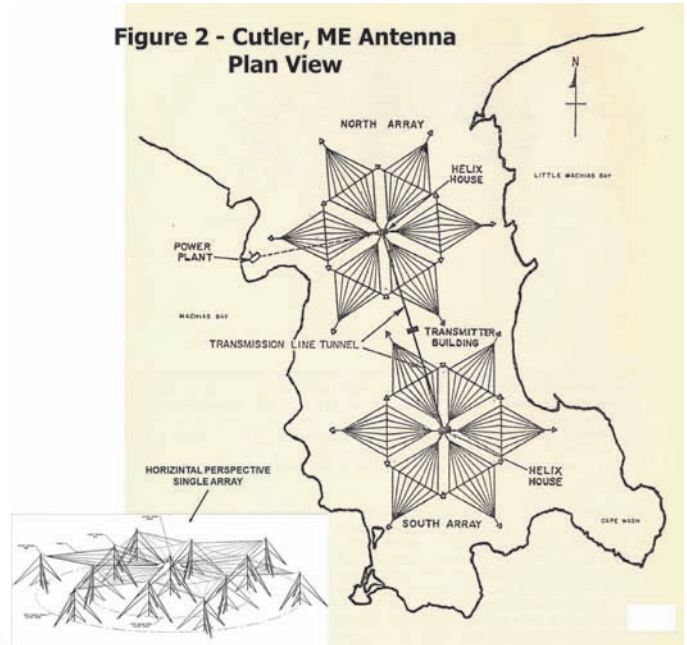 Figure 2 - Cutler, ME Antenna
Plan View
N
NORTH ARRAY
HELIX
HOUSE
LITTLE MACHIAS BAY
POWER
PLANT
MACHIAS BAY
TRANSMISSION LINE TUNNEL
TRANSMITTER
BUILDING
HORIZINTAL PERSPECTIVE
SINGLE ARRAY
HELIX
HOUSE
SOUTH ARRAY
CAPE WASH